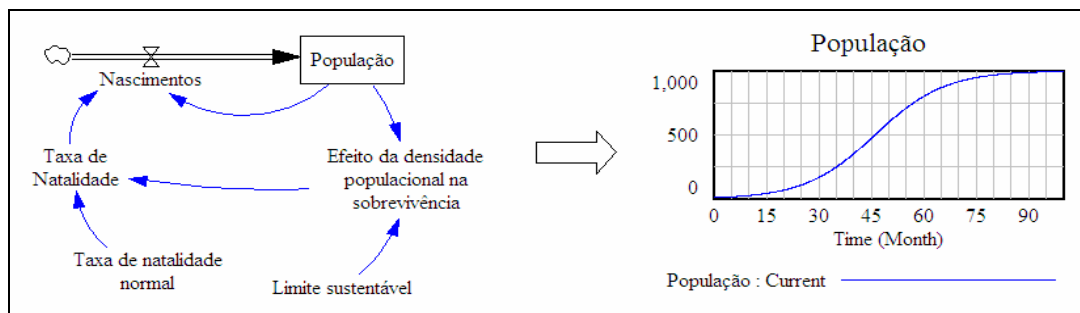 População
Nascimentos
Taxa de
Natalidade
Efeito da densidade
populacional na
sobrevivência
Taxa de natalidade
normal
Limite sustentável
População
1,000
500
0
0 15 30 45 60 75 90
Time (Month)
População : Current